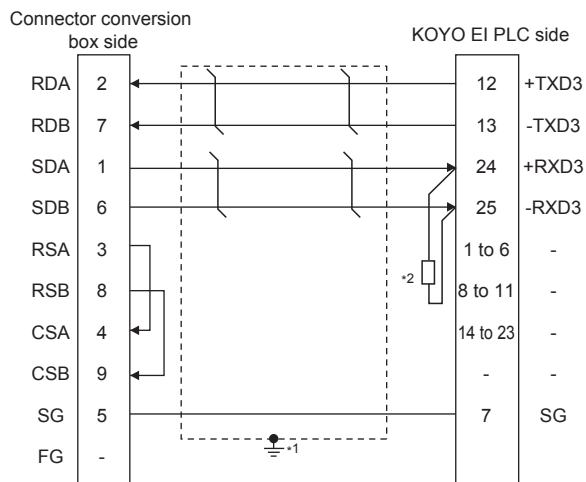 Connector conversion
box side
KOYO EI PLC side
RDA 2 12 +TXD3
RDB 7 13 -TXD3
SDA 1 24 +RXD3
SDB 6 25 -RXD3
RSA 3 1 to 6 -
*2
RSB 8 8 to 11 -
CSA 4 14 to 23 -
CSB 9 - -
SG 5 7 SG
*1
FG -